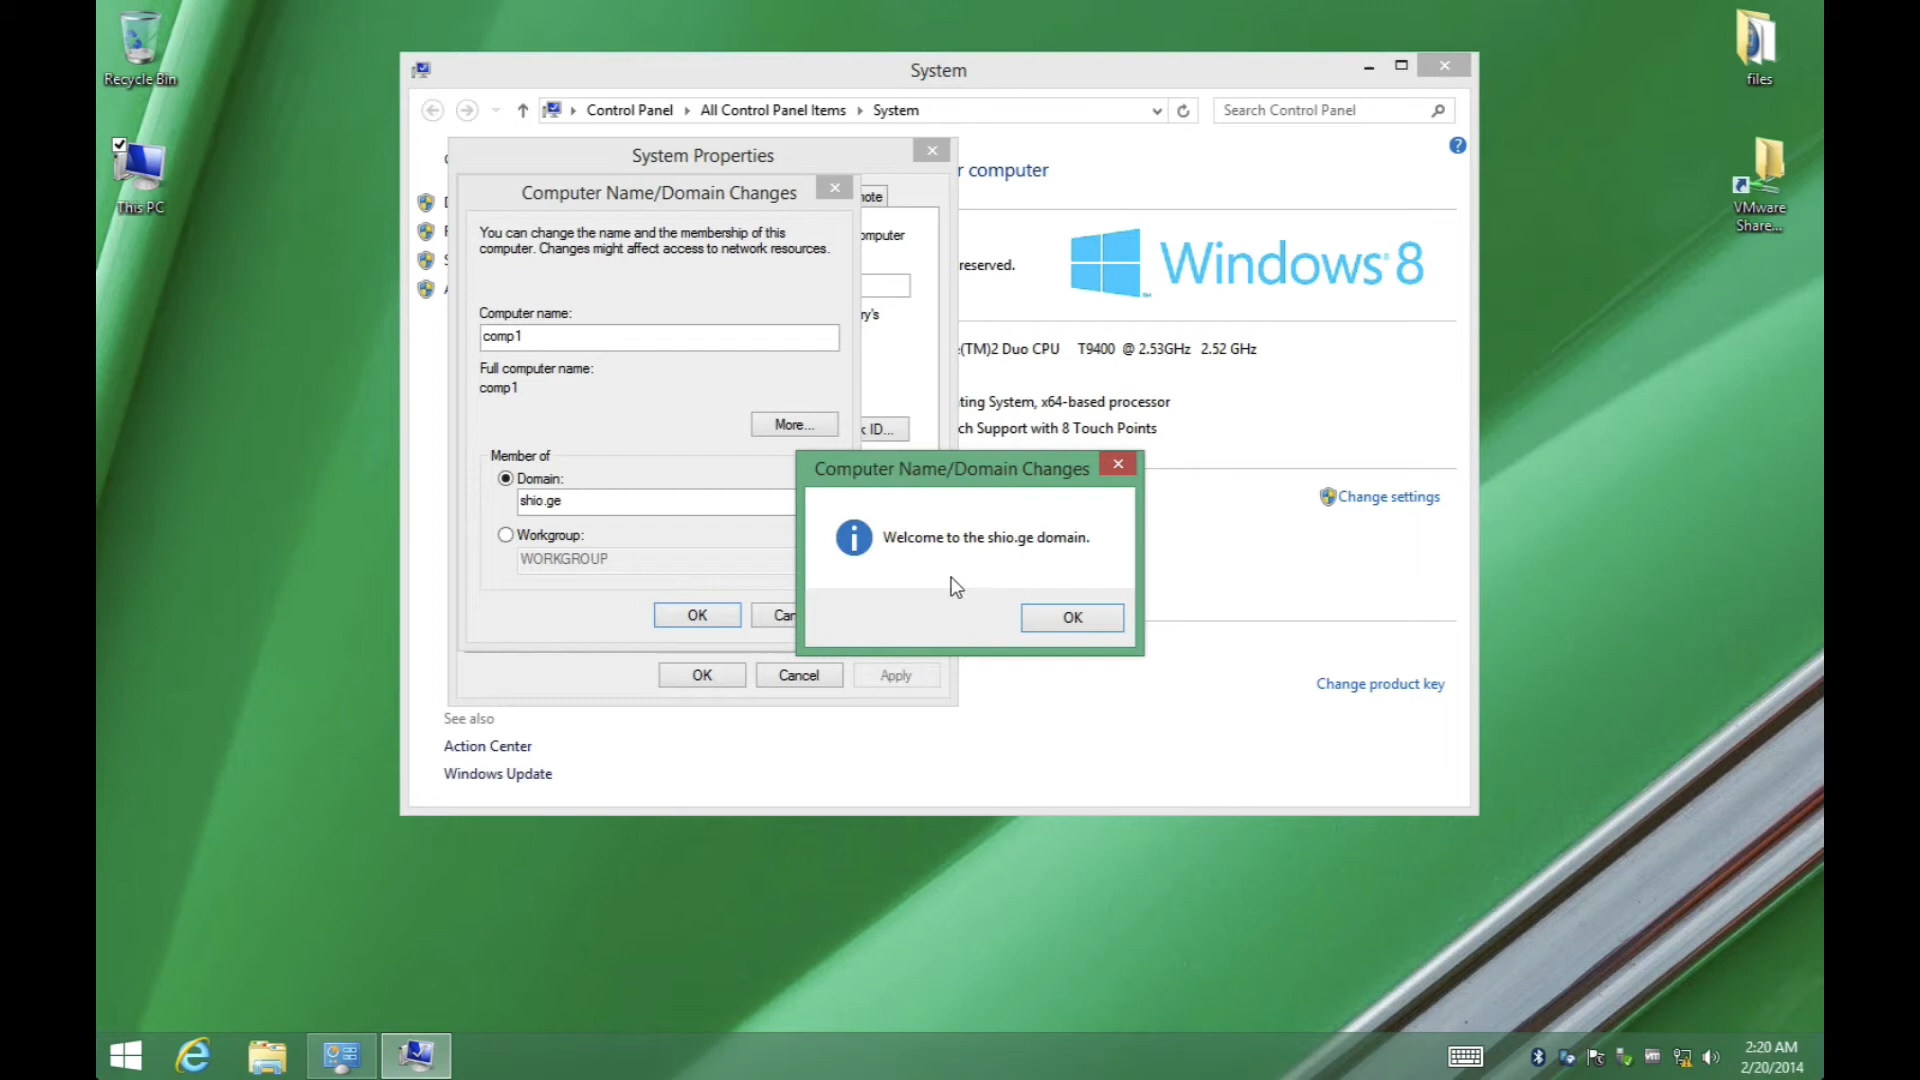 Recycle Bin
This PC
files
VMware
Share...
System
Control Panel
All Control Panel Items
System
Search Control Panel
System Properties
Computer Name/Domain Changes
You can change the name and the membership of this
computer. Changes might affect access to network resources.
Computer name:
comp1
Full computer name:
comp1
More...
Member of
Domain:
shio.ge
Workgroup:
WORKGROUP
OK
OK
Cancel
Apply
computer
reserved.
Windows 8
(TM)2 Duo CPU T9400 @ 2.53GHz 2.52 GHz
System, x64-based processor
Support with 8 Touch Points
ID...
Computer Name/Domain Changes
Welcome to the shio.ge domain.
OK
Change settings
Change product key
See also
Action Center
Windows Update
2:20 AM
2/20/2014